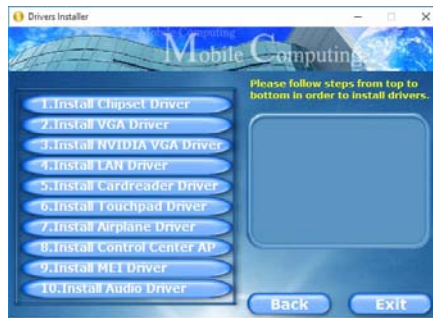 Drivers Installer
Mobile Computing
Mobile Computing
Please follow steps from top to
bottom in order to install drivers.
1.Install Chipset Driver
2.Install VGA Driver
3.Install NVIDIA VGA Driver
4.Install LAN Driver
5.Install Cardreader Driver
6.Install Touchpad Driver
7.Install Airplane Driver
8.Install Control Center AP
9.Install MEI Driver
10.Install Audio Driver
Back
Exit